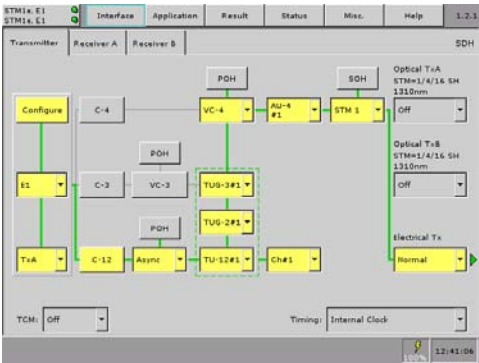 STM1e, E1
STM1e, E1
Interface
Application
Result
Status
Misc.
Help
1.2.1
Transmitter
Receiver A
Receiver B
SDH
POH
SOH
Optical TxA
STM=1/4/16 SH
1310nm
Configure
C-4
VC-4
AU-4
#1
STM 1
Off
POH
Optical TxB
STM=1/4/16 SH
1310nm
E1
C-3
VC-3
TUG-3#1
Off
POH
TUG-2#1
Electrical Tx
TxA
C-12
Async
TU-12#1
Ch#1
Normal
TCM: Off
Timing: Internal Clock
100%
12:41:06